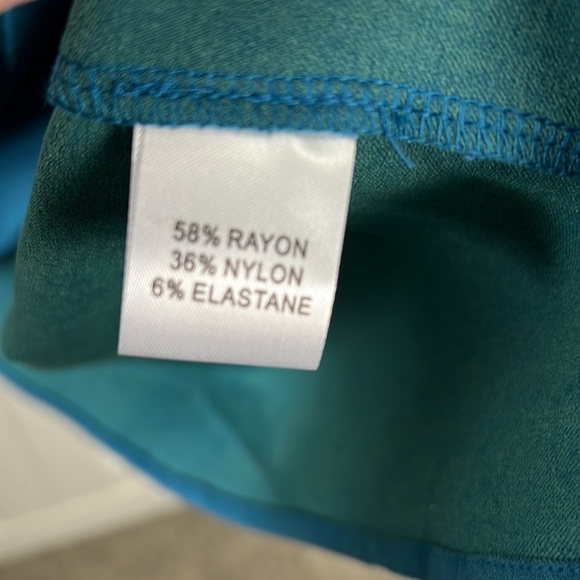 58% RAYON
36% NYLON
6% ELASTANE